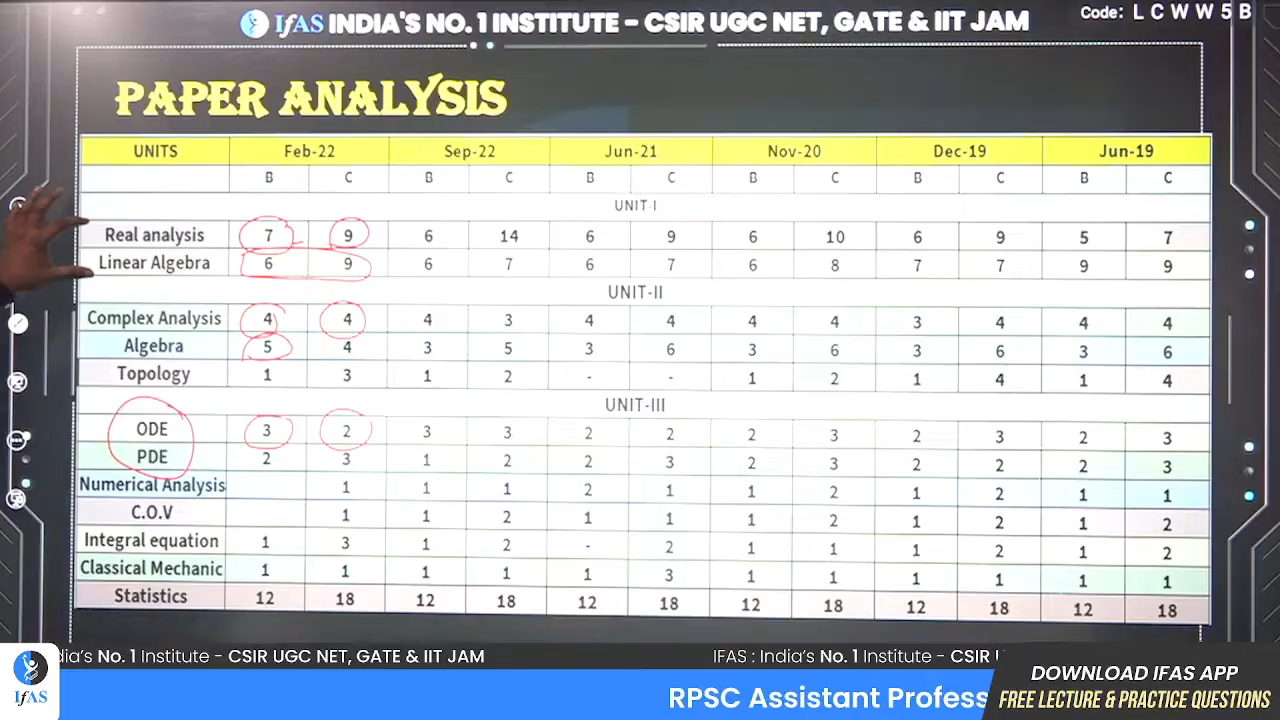 Code: L C W W 5 B
IfAS INDIA'S NO. 1 INSTITUTE - CSIR UGC NET, GATE & IIT JAM
PAPER ANALYSIS
UNITS Feb-22 Sep-22 Jun-21 Nov-20 Dec-19 Jun-19
B C B C B C B C B C B C
UNIT-I
Real analysis 7 9 6 14 6 9 6 10 6 9 5 7
Linear Algebra 6 9 6 7 6 7 6 8 7 7 9 9
UNIT-II
Complex Analysis 4 4 4 3 4 4 4 4 3 4 4 4
Algebra 5 4 3 5 3 6 3 6 3 6 3 6
Topology 1 3 1 2 - - 1 2 1 4 1 4
UNIT-III
ODE 3 2 3 3 2 2 2 3 2 3 2 3
PDE 2 3 1 2 2 3 2 3 2 2 2 3
Numerical Analysis 1 1 1 2 1 1 2 1 2 1 1
C.O.V 1 1 2 1 1 1 2 1 2 1 2
Integral equation 1 3 1 2 - 2 1 1 1 2 1 2
Classical Mechanic 1 1 1 1 1 3 1 1 1 1 1 1
Statistics 12 18 12 18 12 18 12 18 12 18 12 18
dia's No. 1 Institute - CSIR UGC NET, GATE & IIT JAM IFAS : India's No. 1 Institute - CSIR
IfAS
RPSC Assistant Profess
DOWNLOAD IFAS APP
FREE LECTURE & PRACTICE QUESTIONS